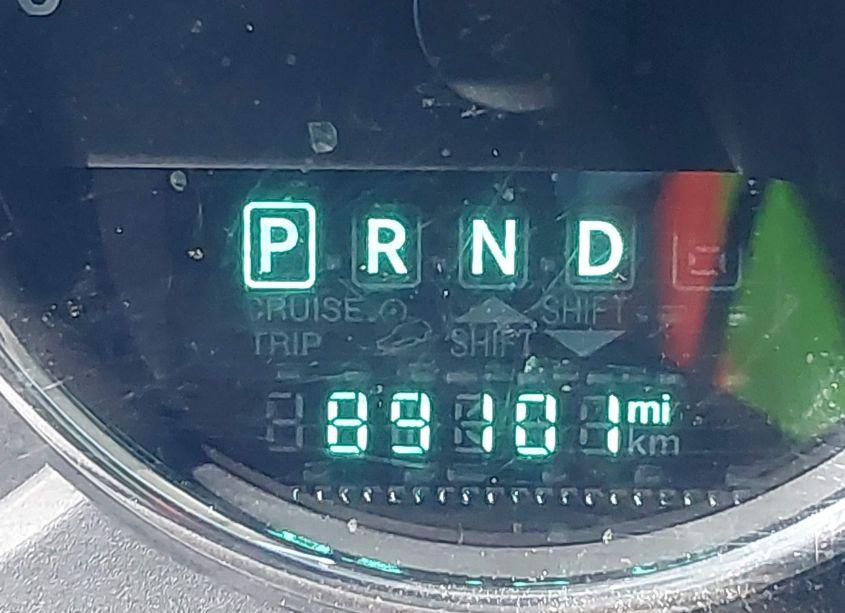 P R N D
CRUISE SHIFT
TRIP SHIFT
89101 mi
km